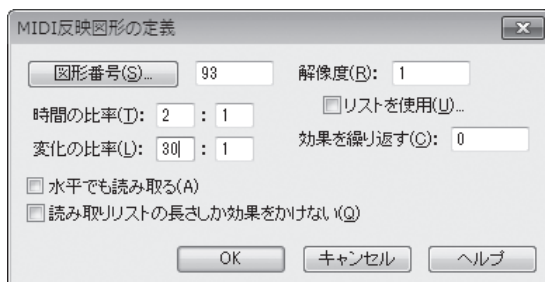 MIDI反映図形の定義
図形番号(S)... 93 解像度(R): 1
リストを使用(U)...
時間の比率(T): 2 : 1
変化の比率(L): 30 : 1 効果を繰り返す(C): 0
水平でも読み取る(A)
読み取りリストの長さしか効果をかけない(Q)
OK キャンセル ヘルプ